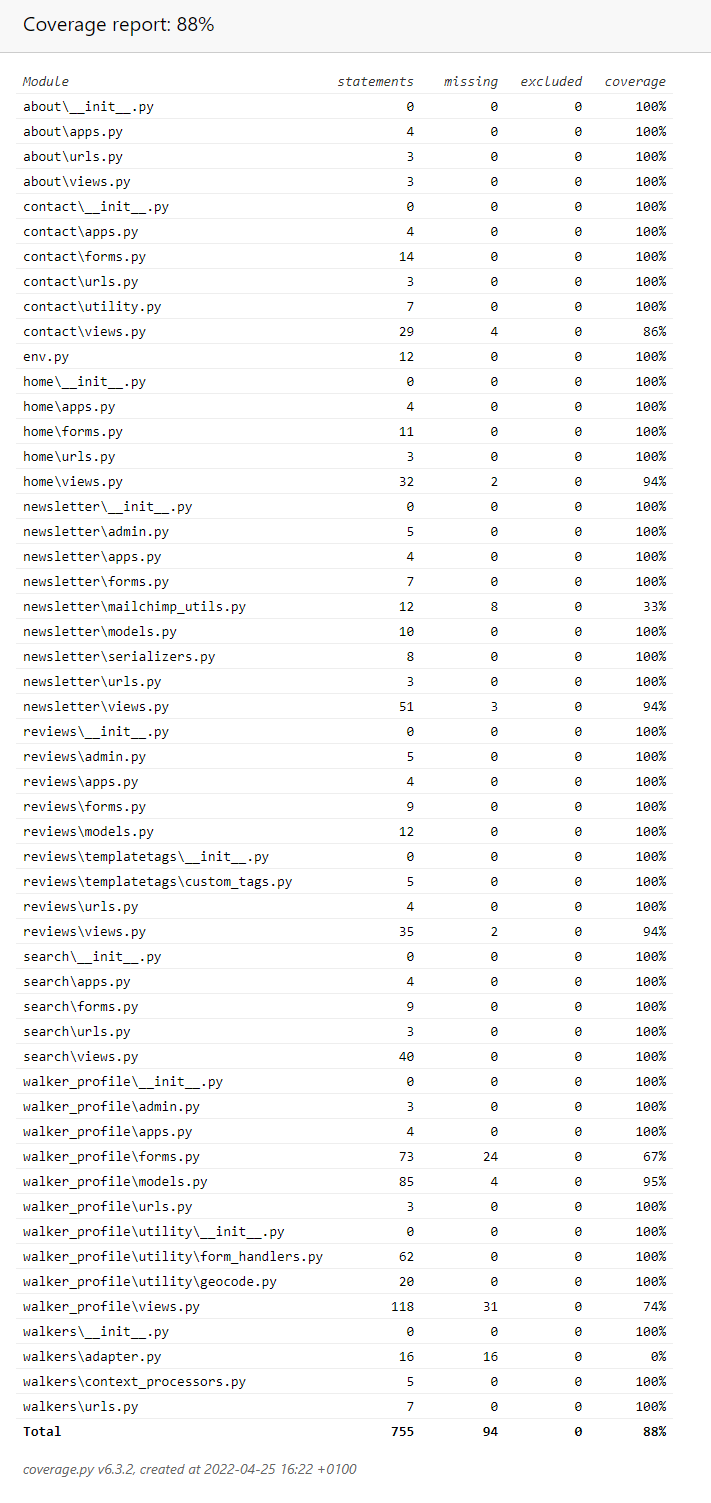 Coverage report: 88%
Module statements missing excluded coverage
about\__init__.py 0 0 0 100%
about\apps.py 4 0 0 100%
about\urls.py 3 0 0 100%
about\views.py 3 0 0 100%
contact\__init__.py 0 0 0 100%
contact\apps.py 4 0 0 100%
contact\forms.py 14 0 0 100%
contact\urls.py 3 0 0 100%
contact\utility.py 7 0 0 100%
contact\views.py 29 4 0 86%
env.py 12 0 0 100%
home\__init__.py 0 0 0 100%
home\apps.py 4 0 0 100%
home\forms.py 11 0 0 100%
home\urls.py 3 0 0 100%
home\views.py 32 2 0 94%
newsletter\__init__.py 0 0 0 100%
newsletter\admin.py 5 0 0 100%
newsletter\apps.py 4 0 0 100%
newsletter\forms.py 7 0 0 100%
newsletter\mailchimp_utils.py 12 8 0 33%
newsletter\models.py 10 0 0 100%
newsletter\serializers.py 8 0 0 100%
newsletter\urls.py 3 0 0 100%
newsletter\views.py 51 3 0 94%
reviews\__init__.py 0 0 0 100%
reviews\admin.py 5 0 0 100%
reviews\apps.py 4 0 0 100%
reviews\forms.py 9 0 0 100%
reviews\models.py 12 0 0 100%
reviews\templatetags\__init__.py 0 0 0 100%
reviews\templatetags\custom_tags.py 5 0 0 100%
reviews\urls.py 4 0 0 100%
reviews\views.py 35 2 0 94%
search\__init__.py 0 0 0 100%
search\apps.py 4 0 0 100%
search\forms.py 9 0 0 100%
search\urls.py 3 0 0 100%
search\views.py 40 0 0 100%
walker_profile\__init__.py 0 0 0 100%
walker_profile\admin.py 3 0 0 100%
walker_profile\apps.py 4 0 0 100%
walker_profile\forms.py 73 24 0 67%
walker_profile\models.py 85 4 0 95%
walker_profile\urls.py 3 0 0 100%
walker_profile\utility\__init__.py 0 0 0 100%
walker_profile\utility\form_handlers.py 62 0 0 100%
walker_profile\utility\geocode.py 20 0 0 100%
walker_profile\views.py 118 31 0 74%
walkers\__init__.py 0 0 0 100%
walkers\adapter.py 16 16 0 0%
walkers\context_processors.py 5 0 0 100%
walkers\urls.py 7 0 0 100%
Total 755 94 0 88%
coverage.py v6.3.2, created at 2022-04-25 16:22 +0100